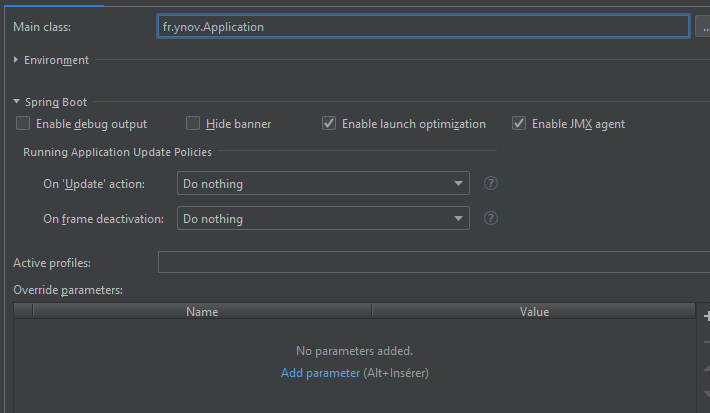 Main class: fr.ynov.Application ...
Environment
Spring Boot
Enable debug output Hide banner Enable launch optimization Enable JMX agent
Running Application Update Policies
On 'Update' action: Do nothing ?
On frame deactivation: Do nothing ?
Active profiles:
Override parameters:
Name Value
No parameters added.
Add parameter (Alt+Insérer)